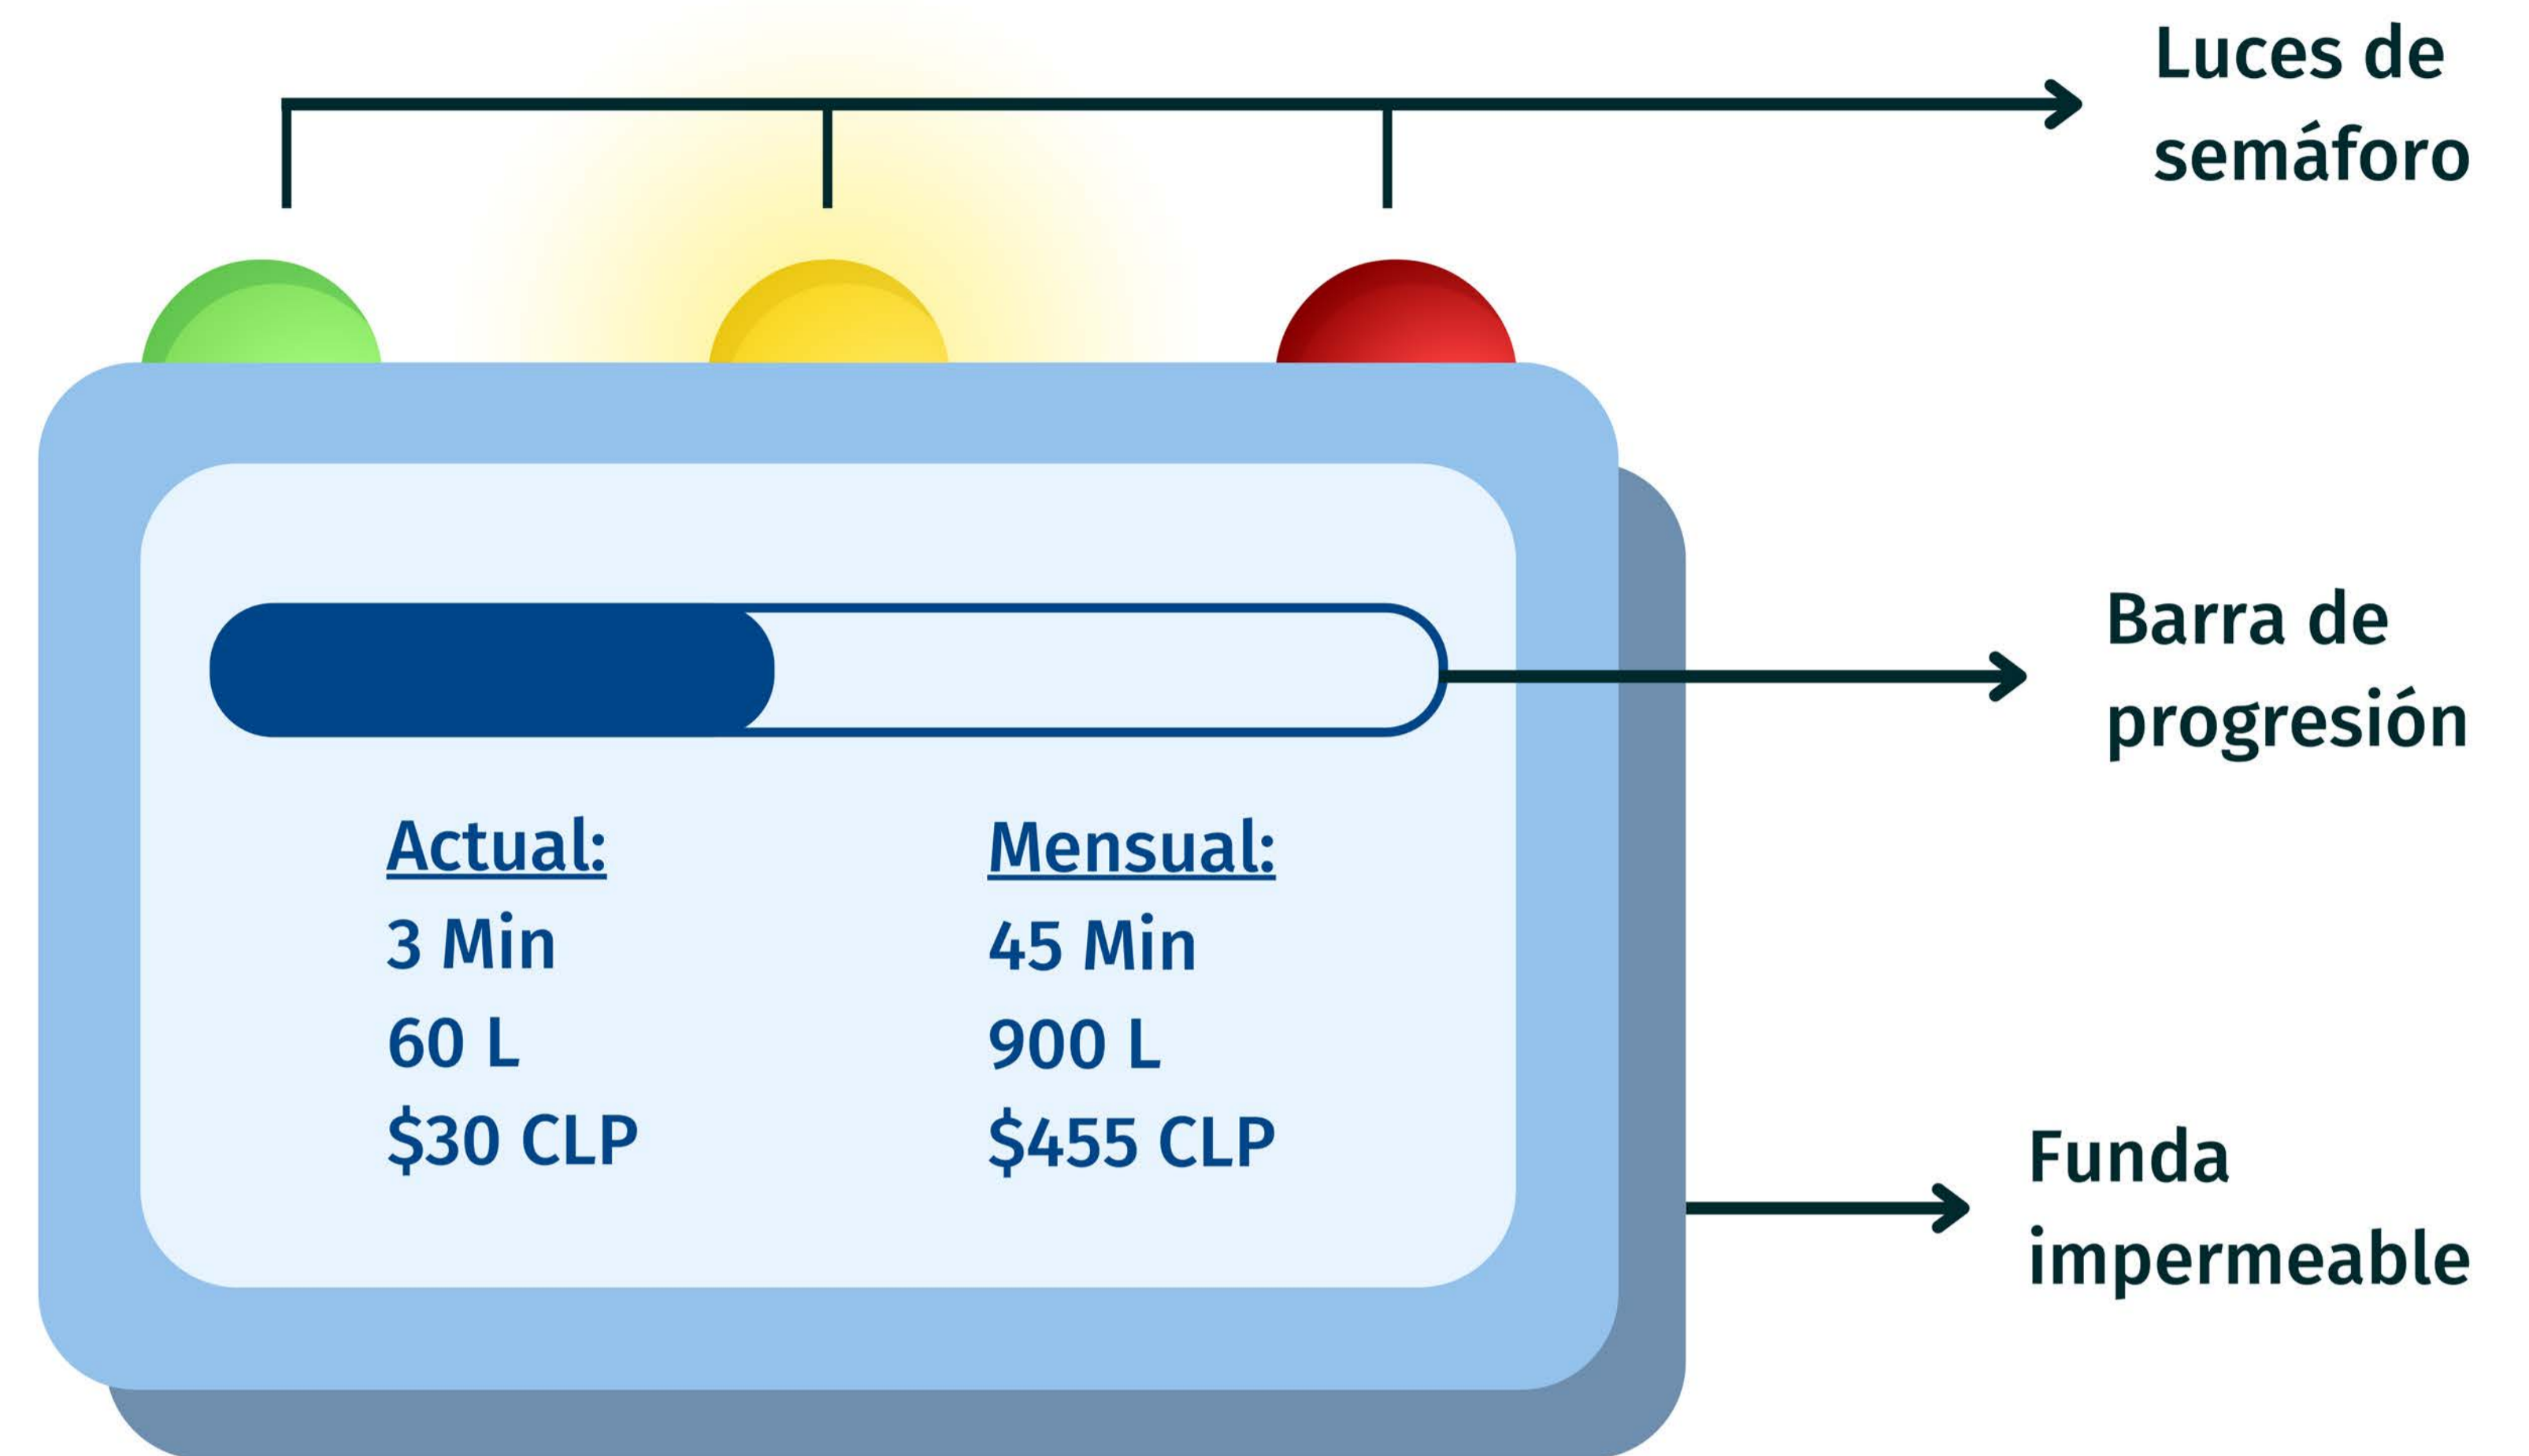 Luces de
semáforo
Barra de
progresión
Actual:
3 Min
60 L
$30 CLP
Mensual:
45 Min
900 L
$455 CLP
Funda
impermeable